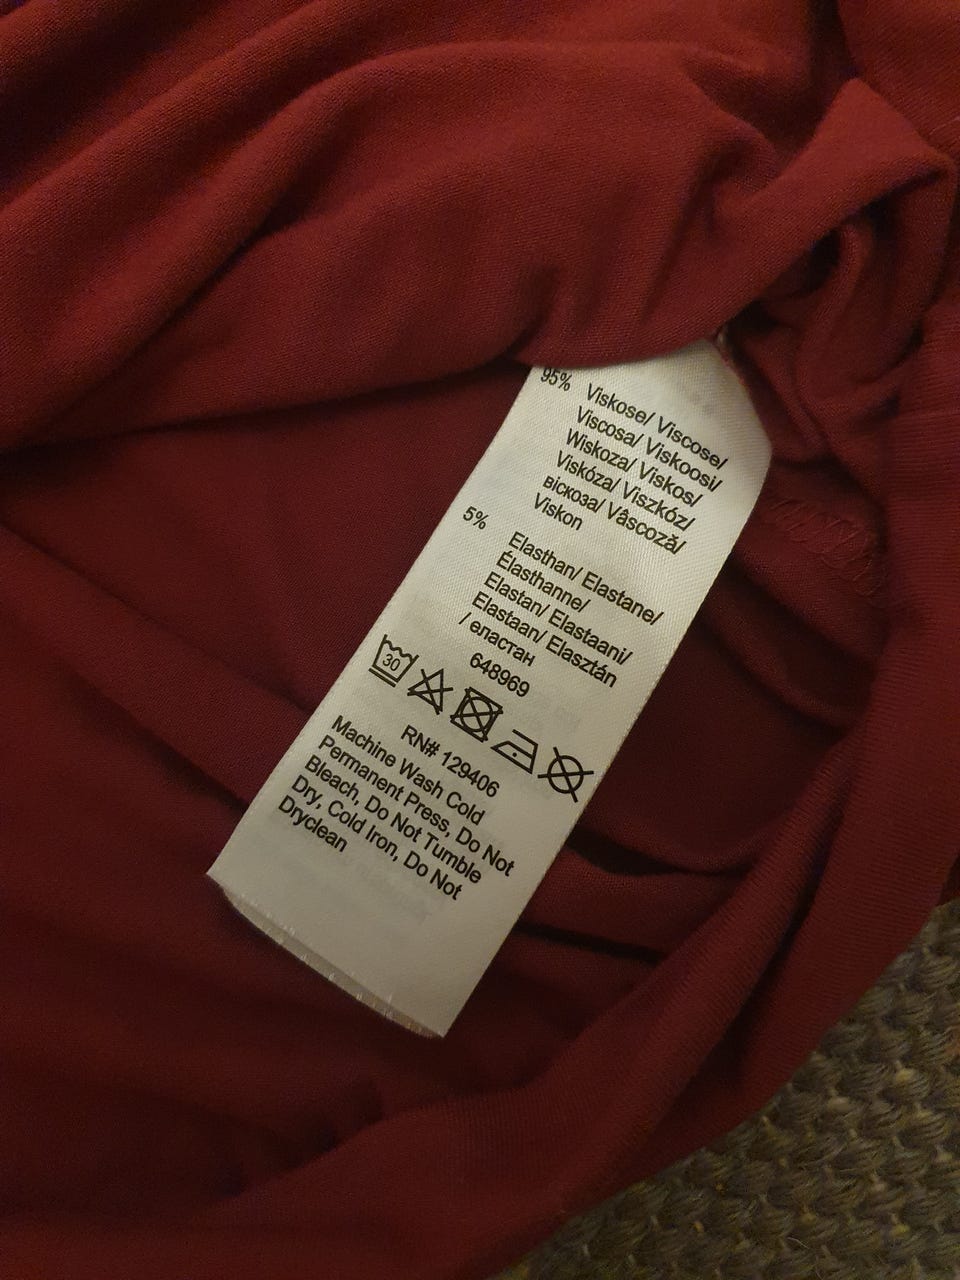 95% Viskose/ Viscose/
Viscosa/ Viskoosi/
Wiskoza/ Viskos/
Viskóza/ Viszkóz/
віскоза/ Vâscoză/
Viskon
5% Elasthan/ Elastane/
Élasthanne/
Elastan/ Elastaani/
Elastaan/ Elasztán
/ еластан
648969
30
RN# 129406
Machine Wash Cold
Permanent Press, Do Not
Bleach, Do Not Tumble
Dry, Cold Iron, Do Not
Dryclean